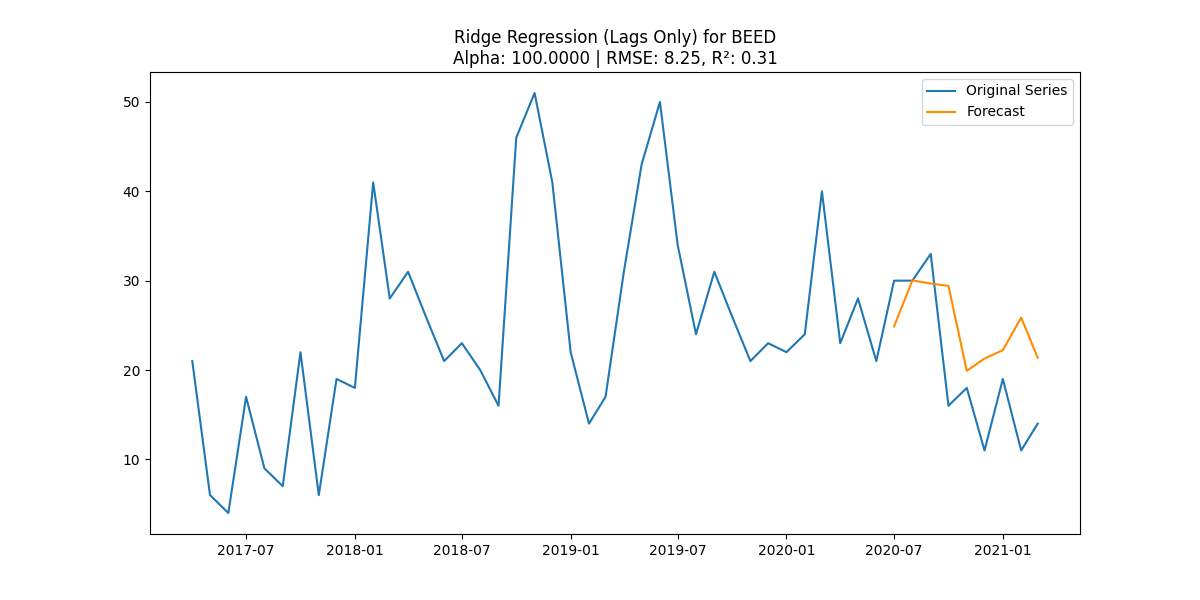 Ridge Regression (Lags Only) for BEED
Alpha: 100.0000 | RMSE: 8.25, R²: 0.31
Original Series
Forecast
50
40
30
20
10
2017-07 2018-01 2018-07 2019-01 2019-07 2020-01 2020-07 2021-01